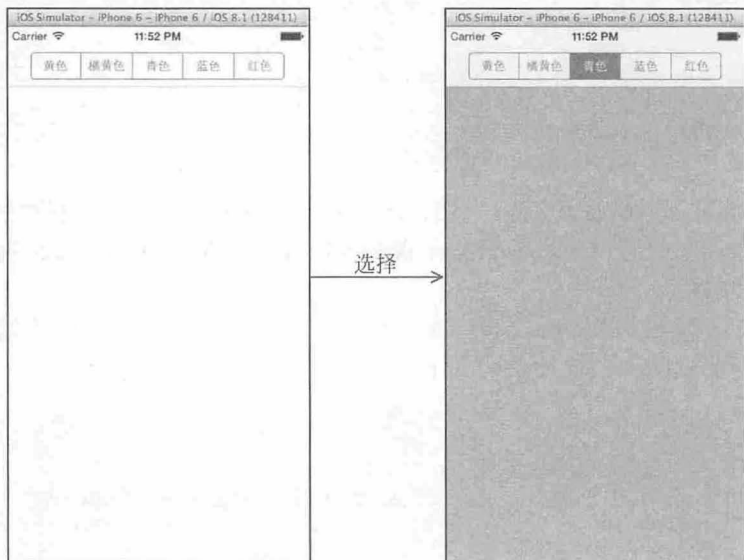 iOS Simulator – iPhone 6 – iPhone 6 / iOS 8.1 (12B411)
Carrier 11:52 PM
黄色 橘黄色 青色 蓝色 红色
选择
iOS Simulator – iPhone 6 – iPhone 6 / iOS 8.1 (12B411)
Carrier 11:52 PM
黄色 橘黄色 青色 蓝色 红色